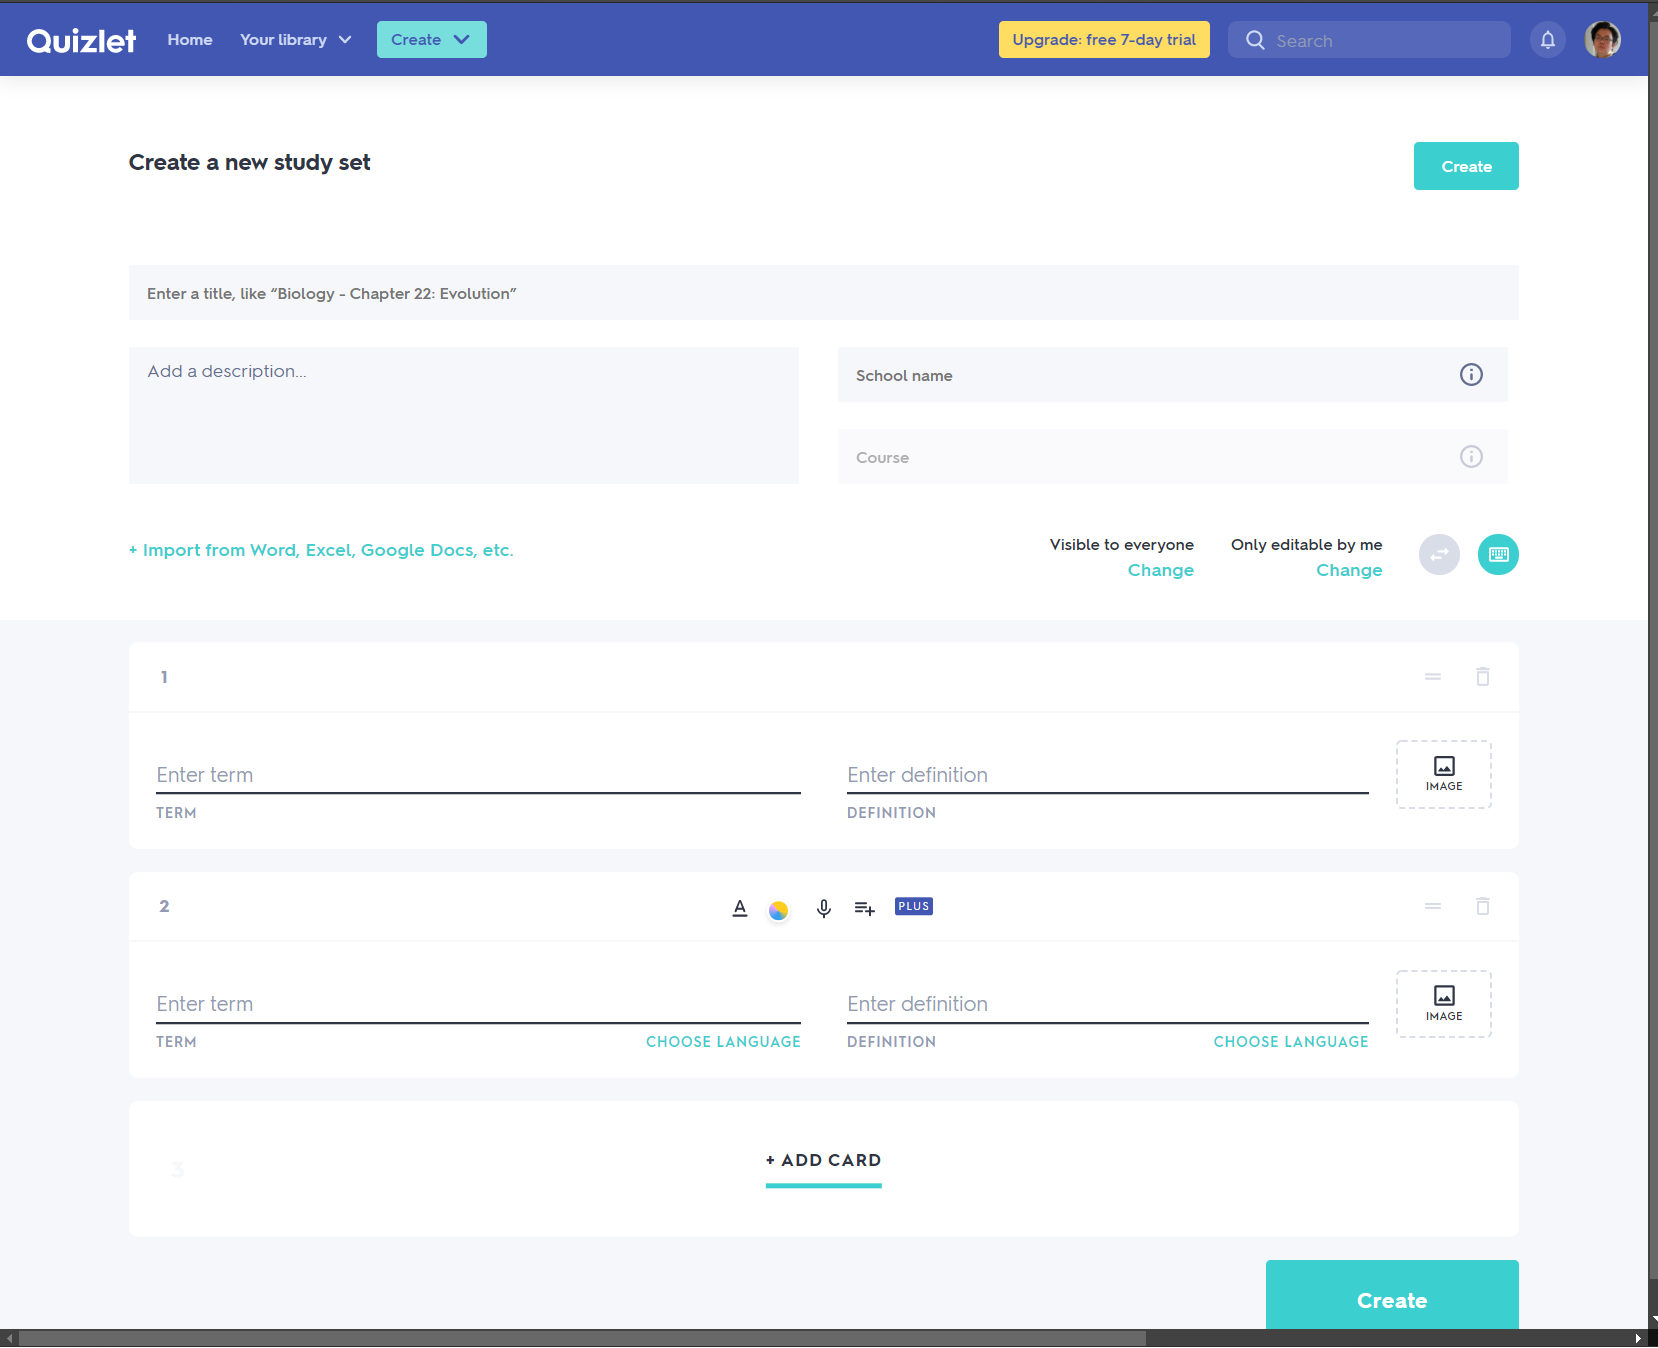 Quizlet Home Your library Create Upgrade: free 7-day trial Search
Create a new study set Create
Enter a title, like “Biology - Chapter 22: Evolution”
Add a description... School name
Course
+ Import from Word, Excel, Google Docs, etc. Visible to everyone Only editable by me
Change Change
1
Enter term Enter definition IMAGE
TERM DEFINITION
2 A PLUS
Enter term Enter definition IMAGE
TERM CHOOSE LANGUAGE DEFINITION CHOOSE LANGUAGE
3 + ADD CARD
Create